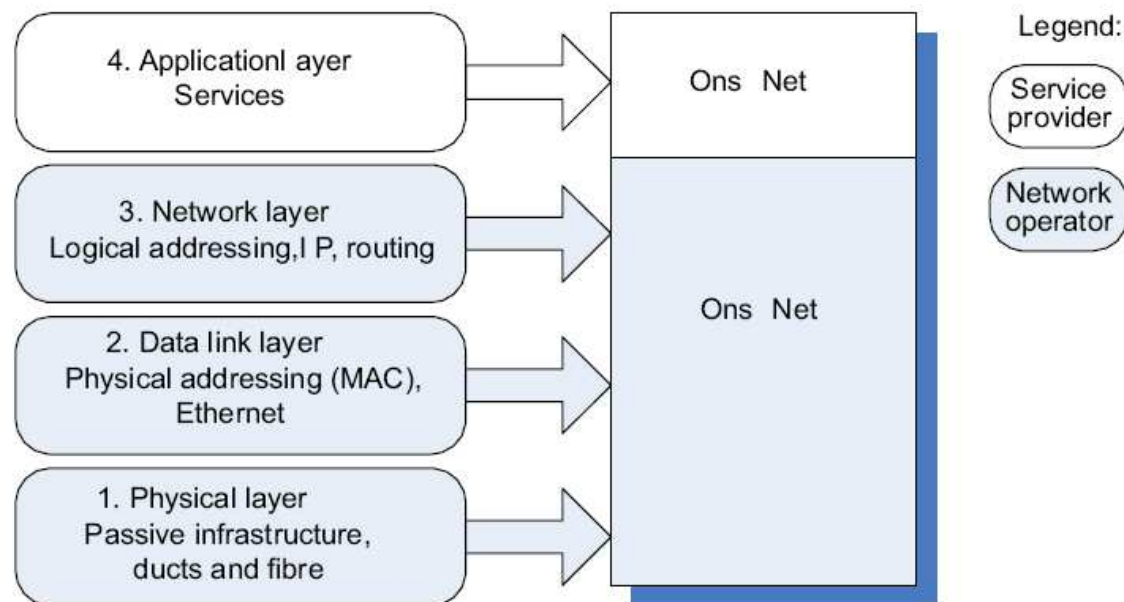 4. Applicationl ayer
Services
3. Network layer
Logical addressing,I P, routing
2. Data link layer
Physical addressing (MAC),
Ethernet
1. Physical layer
Passive infrastructure,
ducts and fibre
Ons Net
Ons Net
Legend:
Service
provider
Network
operator